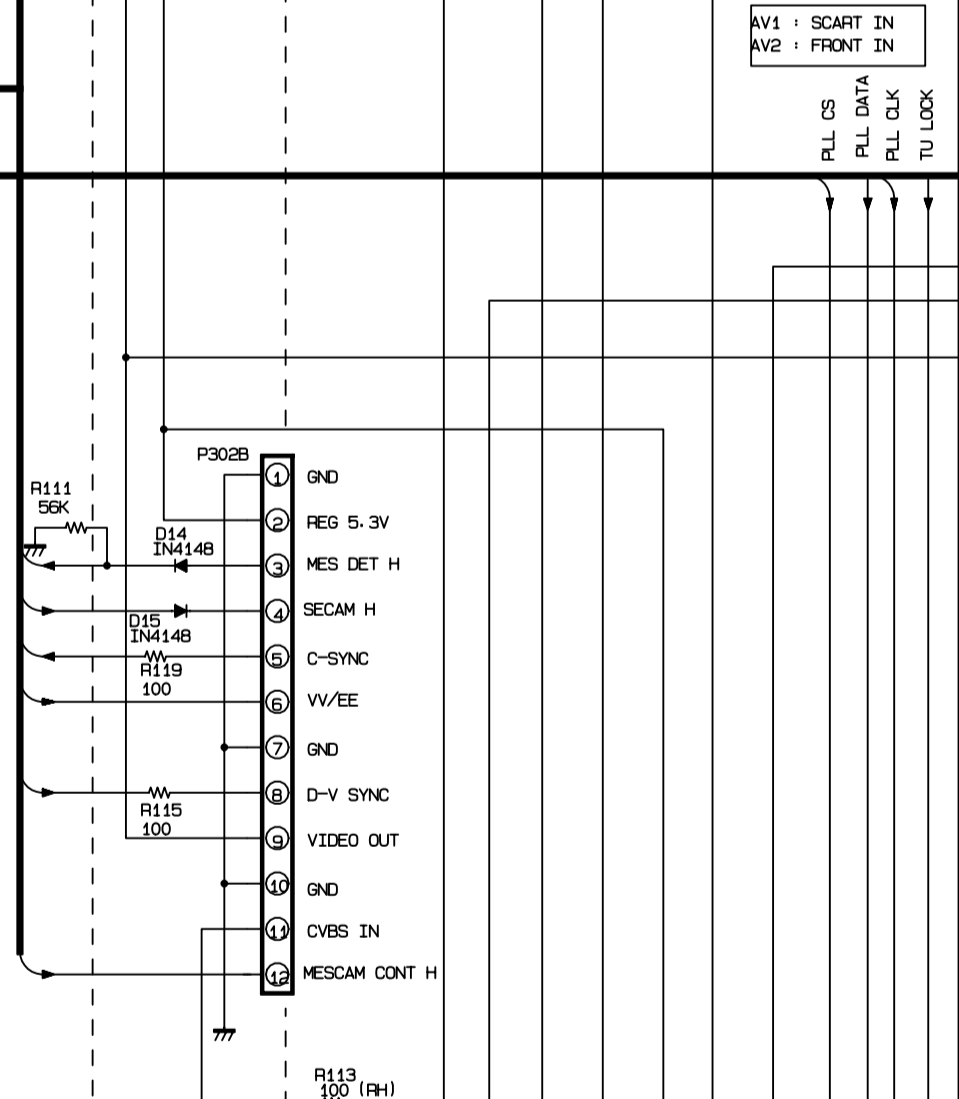 AV1 : SCART IN
AV2 : FRONT IN
PLL CS
PLL DATA
PLL CLK
TU LOCK
P302B
1 GND
R111
56K
2 REG 5.3V
D14
IN4148
3 MES DET H
4 SECAM H
D15
IN4148
5 C-SYNC
R119
100
6 VV/EE
7 GND
8 D-V SYNC
R115
100
9 VIDEO OUT
10 GND
11 CVBS IN
12 MESCAM CONT H
R113
100 (RH)